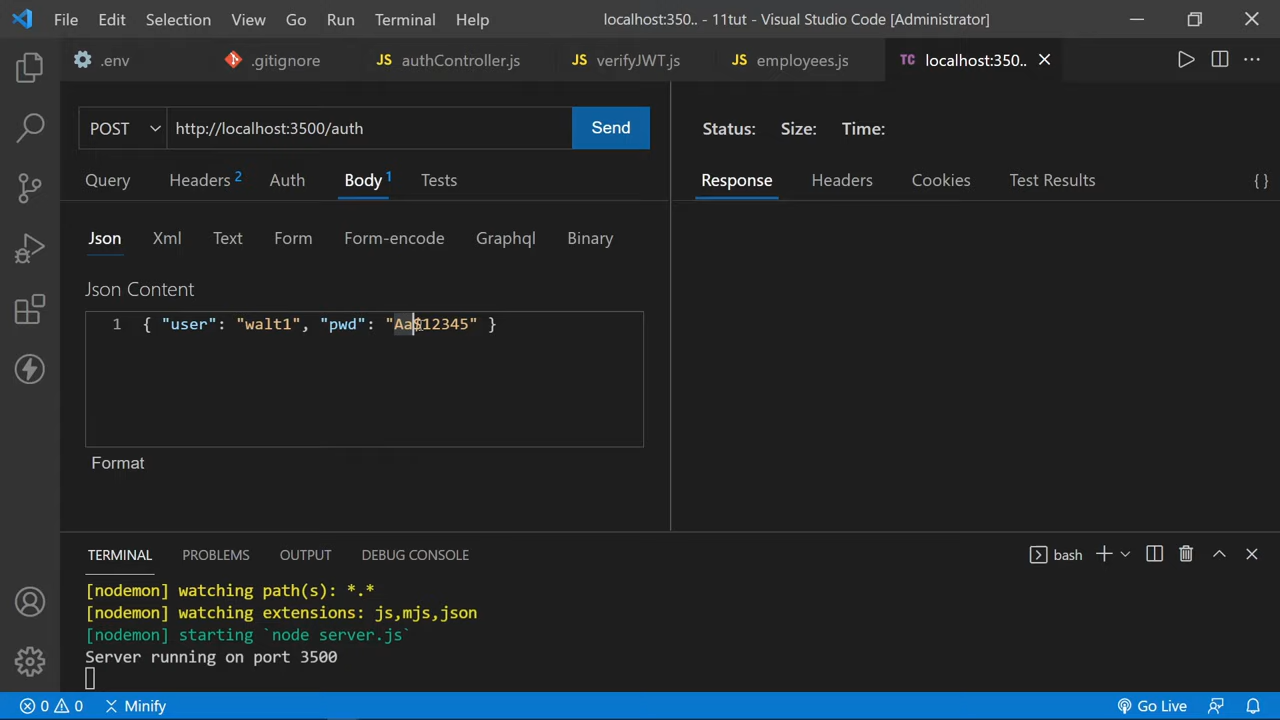 File Edit Selection View Go Run Terminal Help localhost:350.. - 11tut - Visual Studio Code [Administrator]
.env .gitignore JS authController.js JS verifyJWT.js JS employees.js TC localhost:350..
POST http://localhost:3500/auth Send Status: Size: Time:
Query Headers 2 Auth Body 1 Tests Response Headers Cookies Test Results { }
Json Xml Text Form Form-encode Graphql Binary
Json Content
1 { "user": "walt1", "pwd": "Aa$12345" }
Format
TERMINAL PROBLEMS OUTPUT DEBUG CONSOLE bash
[nodemon] watching path(s): *.*
[nodemon] watching extensions: js,mjs,json
[nodemon] starting `node server.js`
Server running on port 3500
0 0 Minify Go Live